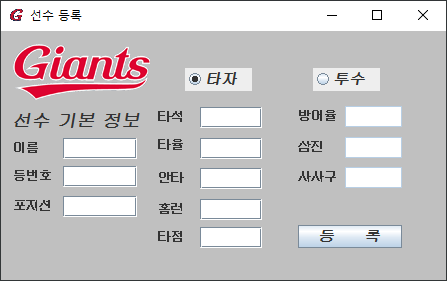 선수 등록
Giants
타자
투수
선수 기본 정보
이름
등번호
포지션
타석
타율
안타
홈런
타점
방어율
삼진
사사구
등 록